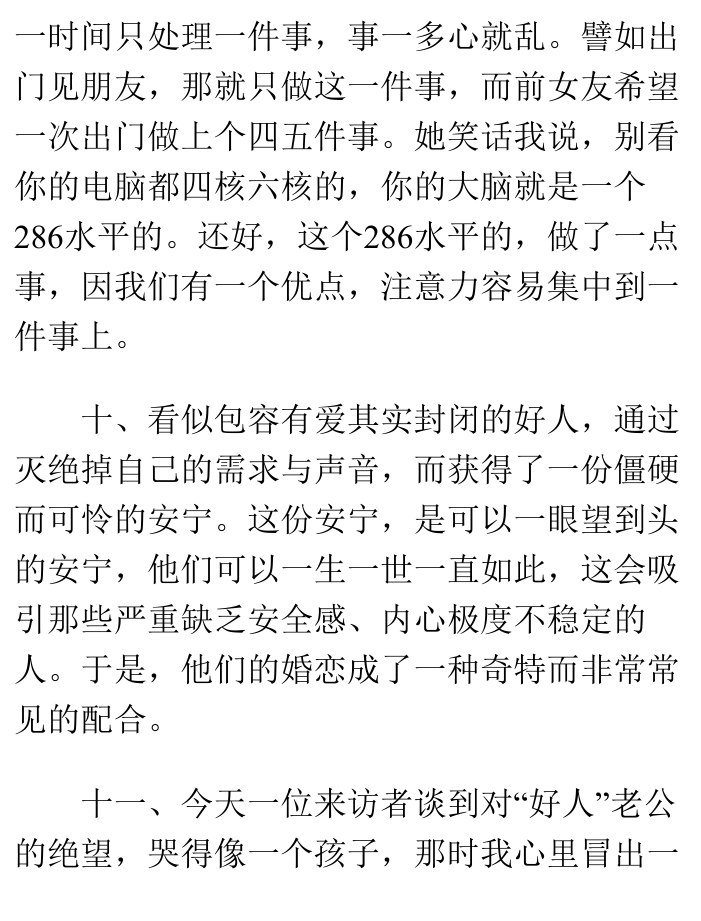 一时间只处理一件事，事一多心就乱。譬如出
门见朋友，那就只做这一件事，而前女友希望
一次出门做上个四五件事。她笑话我说，别看
你的电脑都四核六核的，你的大脑就是一个
286水平的。还好，这个286水平的，做了一点
事，因我们有一个优点，注意力容易集中到一
件事上。
十、看似包容有爱其实封闭的好人，通过
灭绝掉自己的需求与声音，而获得了一份僵硬
而可怜的安宁。这份安宁，是可以一眼望到头
的安宁，他们可以一生一世一直如此，这会吸
引那些严重缺乏安全感、内心极度不稳定的
人。于是，他们的婚恋成了一种奇特而非常常
见的配合。
十一、今天一位来访者谈到对“好人”老公
的绝望，哭得像一个孩子，那时我心里冒出一